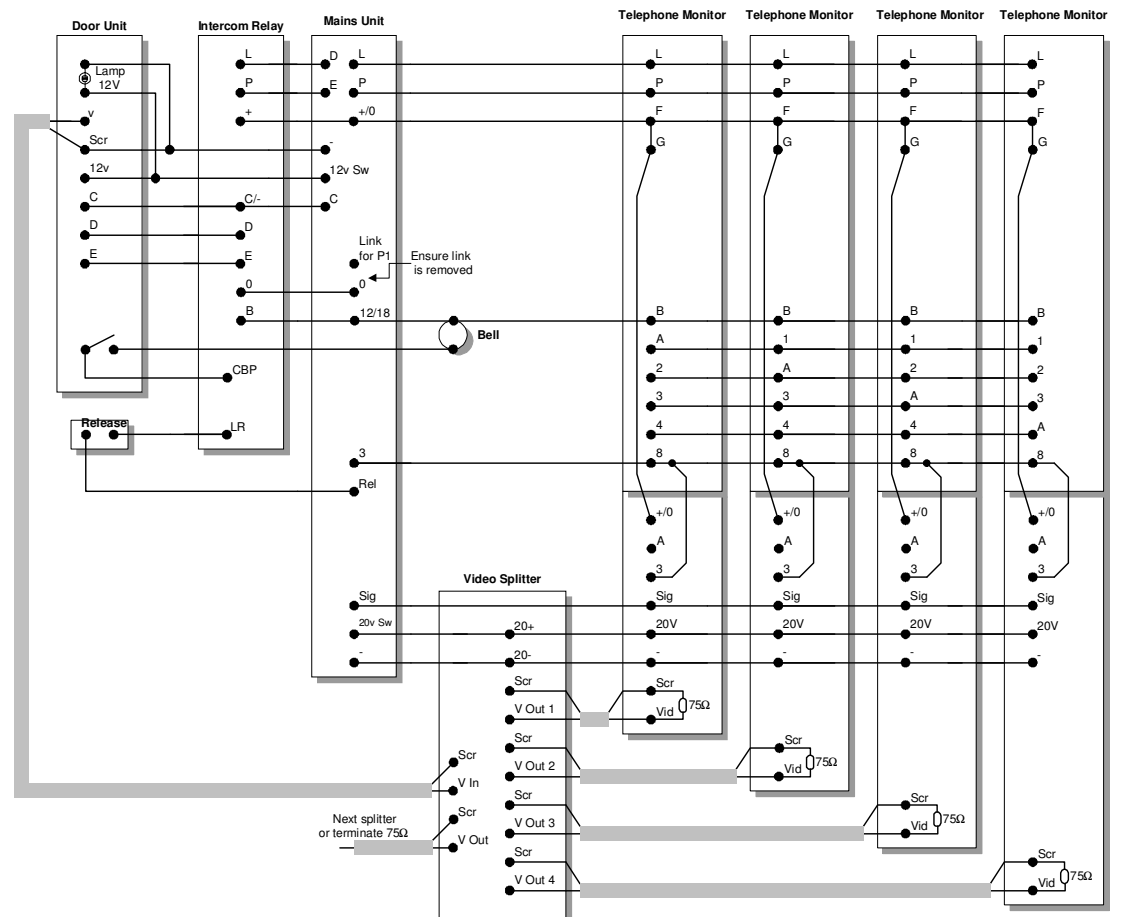 Door Unit
Intercom Relay
Mains Unit
Telephone Monitor
Telephone Monitor
Telephone Monitor
Telephone Monitor
Lamp
12V
v
Scr
12v
C
D
E
Release
L
P
+
C/-
D
E
0
B
CBP
LR
D
E
L
P
+/0
-
12v Sw
C
Link
for P1
0
12/18
3
Rel
Sig
20v Sw
-
Ensure link
is removed
Bell
Video Splitter
20+
20-
Scr
V Out 1
Scr
V Out 2
Scr
V In
Scr
V Out 3
Scr
V Out
Scr
V Out 4
Next splitter
or terminate 75Ω
L
P
F
G
B
A
2
3
4
8
+/0
A
3
Sig
20V
-
Scr
Vid
75Ω
L
P
F
G
B
1
A
3
4
8
+/0
A
3
Sig
20V
-
Scr
Vid
75Ω
L
P
F
G
B
1
2
A
4
8
+/0
A
3
Sig
20V
-
Scr
Vid
75Ω
L
P
F
G
B
1
2
3
A
8
+/0
A
3
Sig
20V
-
Scr
Vid
75Ω